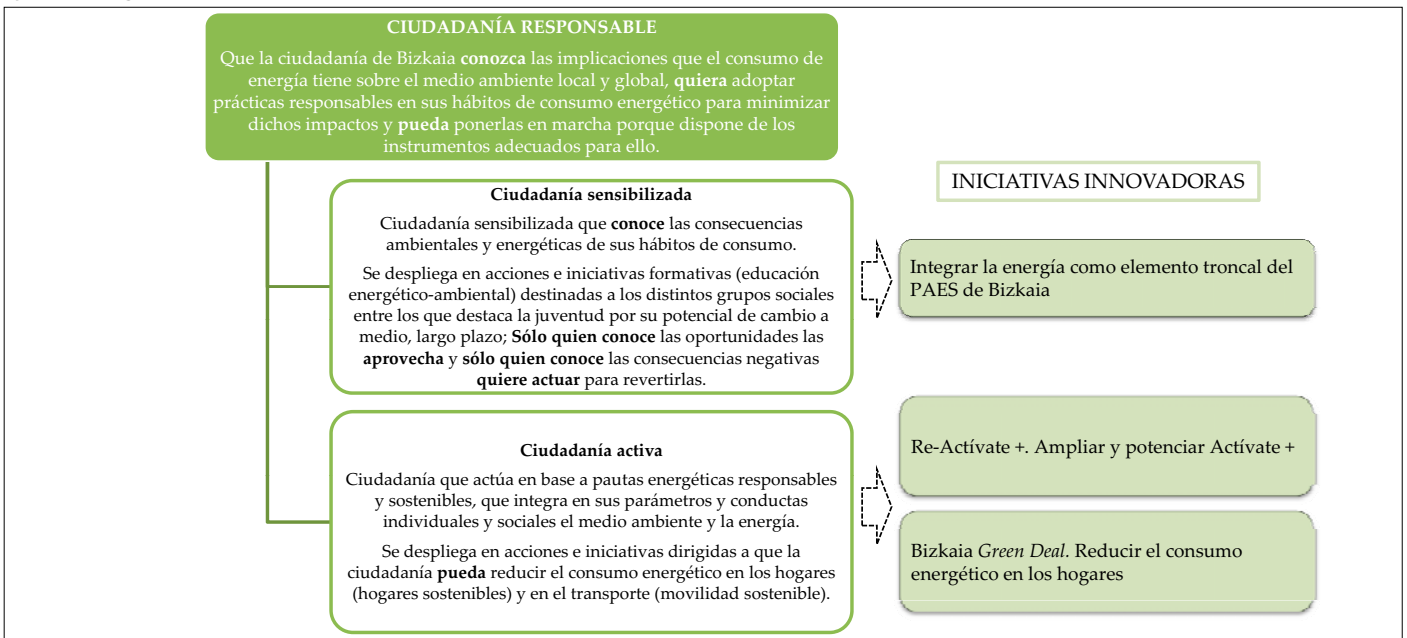 CIUDADANÍA RESPONSABLE
Que la ciudadanía de Bizkaia conozca las implicaciones que el consumo de
energía tiene sobre el medio ambiente local y global, quiera adoptar
prácticas responsables en sus hábitos de consumo energético para minimizar
dichos impactos y pueda ponerlas en marcha porque dispone de los
instrumentos adecuados para ello.
Ciudadanía sensibilizada
Ciudadanía sensibilizada que conoce las consecuencias
ambientales y energéticas de sus hábitos de consumo.
Se despliega en acciones e iniciativas formativas (educación
energético-ambiental) destinadas a los distintos grupos sociales
entre los que destaca la juventud por su potencial de cambio a
medio, largo plazo; Sólo quien conoce las oportunidades las
aprovecha y sólo quien conoce las consecuencias negativas
quiere actuar para revertirlas.
INICIATIVAS INNOVADORAS
Integrar la energía como elemento troncal del
PAES de Bizkaia
Ciudadanía activa
Ciudadanía que actúa en base a pautas energéticas responsables
y sostenibles, que integra en sus parámetros y conductas
individuales y sociales el medio ambiente y la energía.
Se despliega en acciones e iniciativas dirigidas a que la
ciudadanía pueda reducir el consumo energético en los hogares
(hogares sostenibles) y en el transporte (movilidad sostenible).
Re-Actívate +. Ampliar y potenciar Actívate +
Bizkaia Green Deal. Reducir el consumo
energético en los hogares